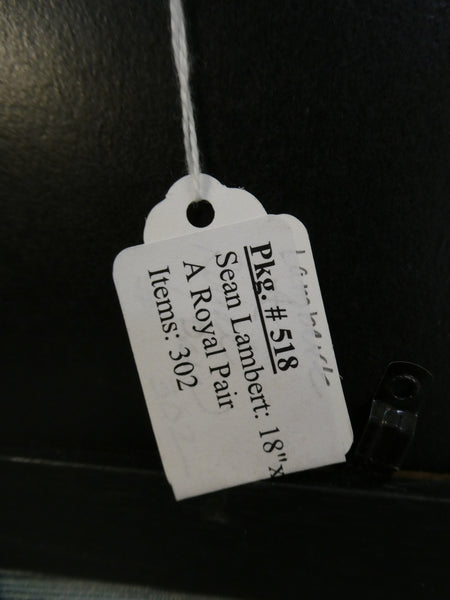 Pkg. # 518
Sean Lambert: 18" x
A Royal Pair
Items: 302